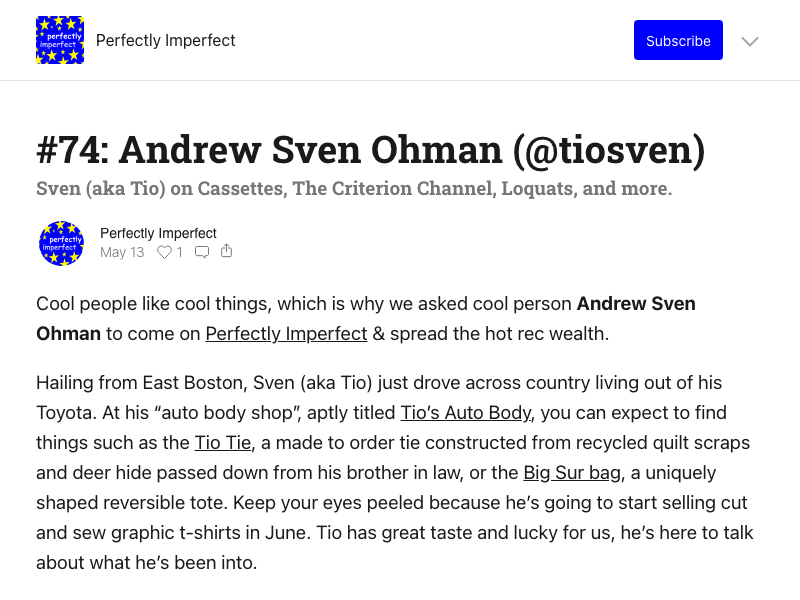 perfectly
imperfect
Perfectly Imperfect
Subscribe
#74: Andrew Sven Ohman (@tiosven)
Sven (aka Tio) on Cassettes, The Criterion Channel, Loquats, and more.
perfectly
imperfect
Perfectly Imperfect
May 13 1
Cool people like cool things, which is why we asked cool person Andrew Sven
Ohman to come on Perfectly Imperfect & spread the hot rec wealth.
Hailing from East Boston, Sven (aka Tio) just drove across country living out of his
Toyota. At his “auto body shop”, aptly titled Tio’s Auto Body, you can expect to find
things such as the Tio Tie, a made to order tie constructed from recycled quilt scraps
and deer hide passed down from his brother in law, or the Big Sur bag, a uniquely
shaped reversible tote. Keep your eyes peeled because he’s going to start selling cut
and sew graphic t-shirts in June. Tio has great taste and lucky for us, he’s here to talk
about what he’s been into.